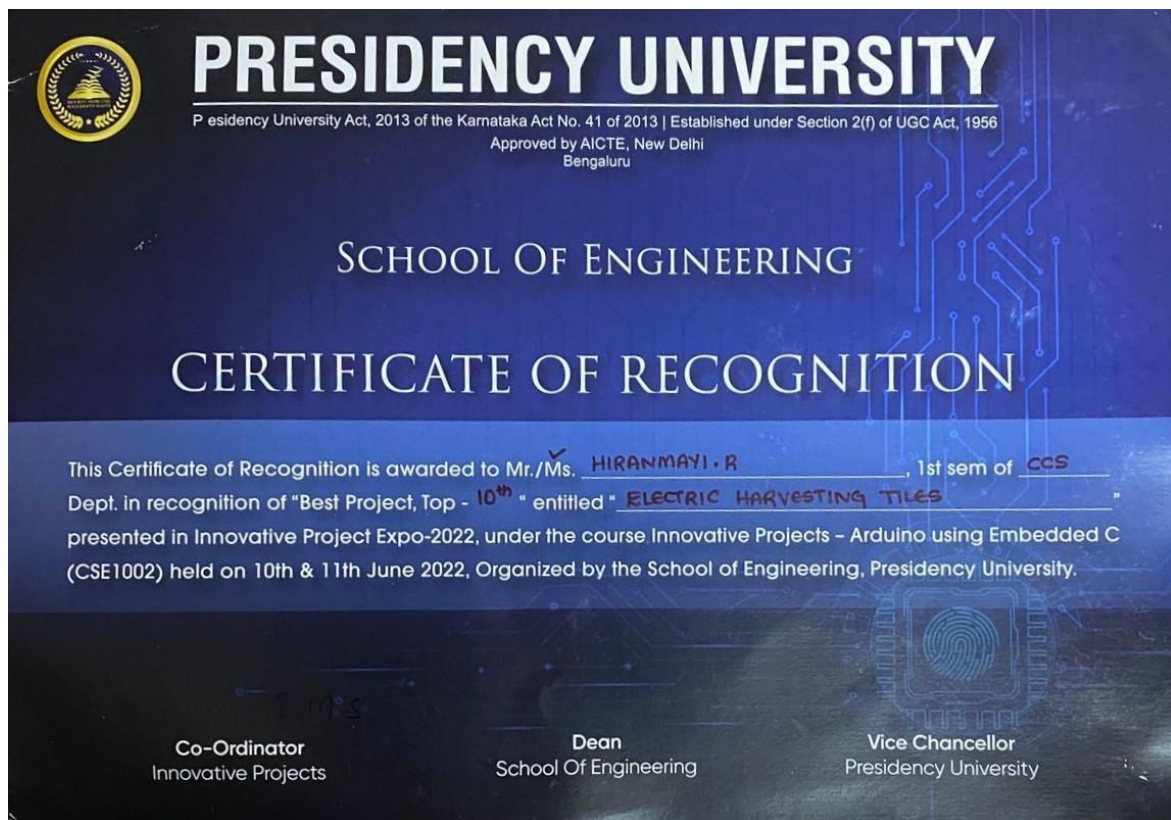 PRESIDENCY UNIVERSITY
P esidency University Act, 2013 of the Karnataka Act No. 41 of 2013 | Established under Section 2(f) of UGC Act, 1956
Approved by AICTE, New Delhi
Bengaluru
SCHOOL OF ENGINEERING
CERTIFICATE OF RECOGNITION
This Certificate of Recognition is awarded to Mr./Ms. HIRANMAYI.R, 1st sem of CCS
Dept. in recognition of "Best Project, Top - 10th " entitled " ELECTRIC HARVESTING TILES "
presented in Innovative Project Expo-2022, under the course Innovative Projects – Arduino using Embedded C
(CSE1002) held on 10th & 11th June 2022, Organized by the School of Engineering, Presidency University.
Co-Ordinator
Innovative Projects
Dean
School Of Engineering
Vice Chancellor
Presidency University